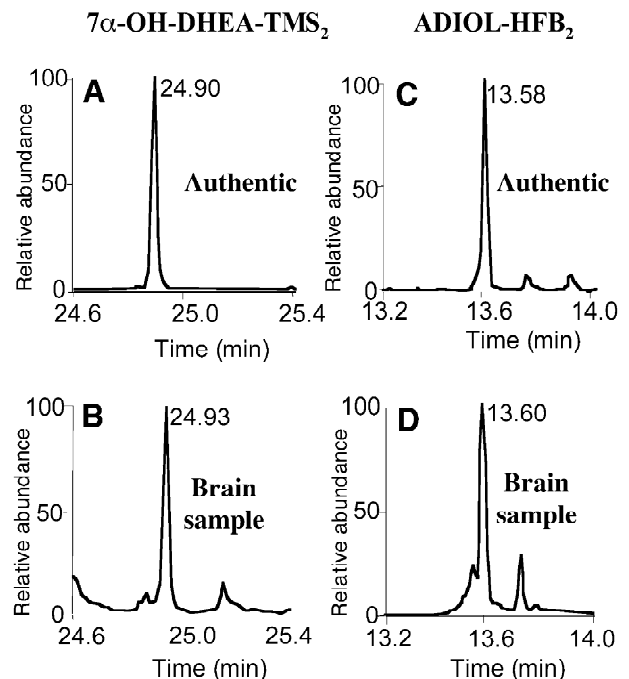 7α-OH-DHEA-TMS₂ ADIOL-HFB₂
A
Relative abundance
100
50
0
24.90
Authentic
24.6 25.0 25.4
Time (min)
C
Relative abundance
100
50
0
13.58
Authentic
13.2 13.6 14.0
Time (min)
B
Relative abundance
100
50
0
24.93
Brain
sample
24.6 25.0 25.4
Time (min)
D
Relative abundance
100
50
0
13.60
Brain
sample
13.2 13.6 14.0
Time (min)